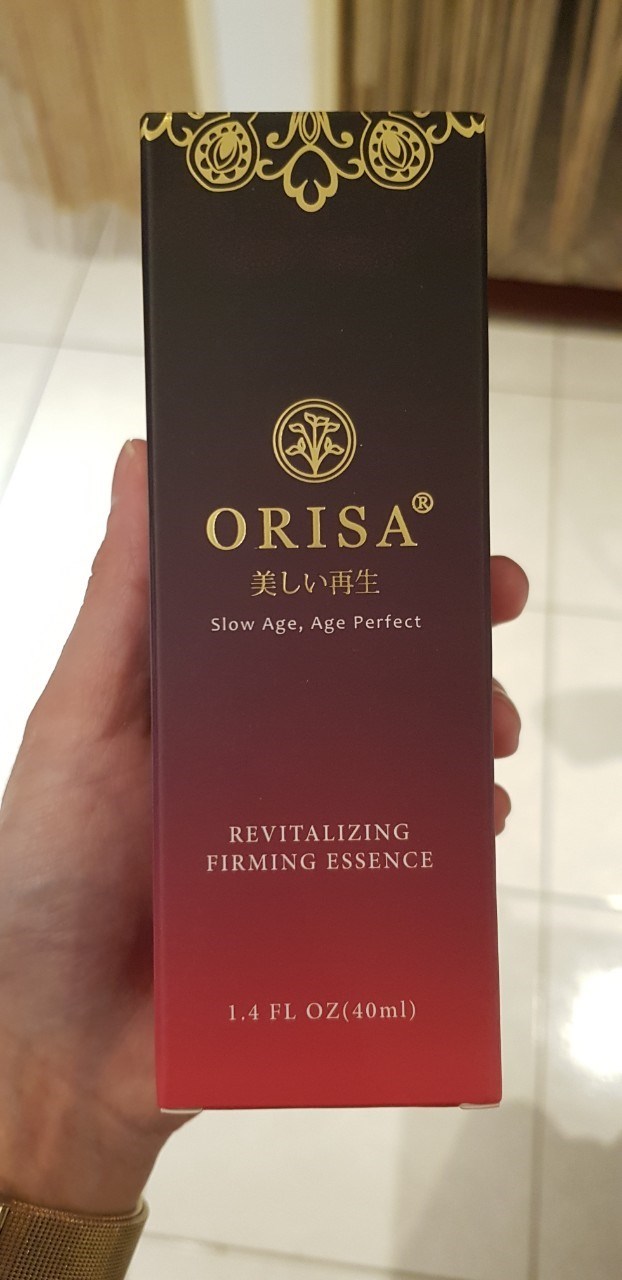 ORISA®
美しい再生
Slow Age, Age Perfect
REVITALIZING
FIRMING ESSENCE
1.4 FL OZ(40ml)